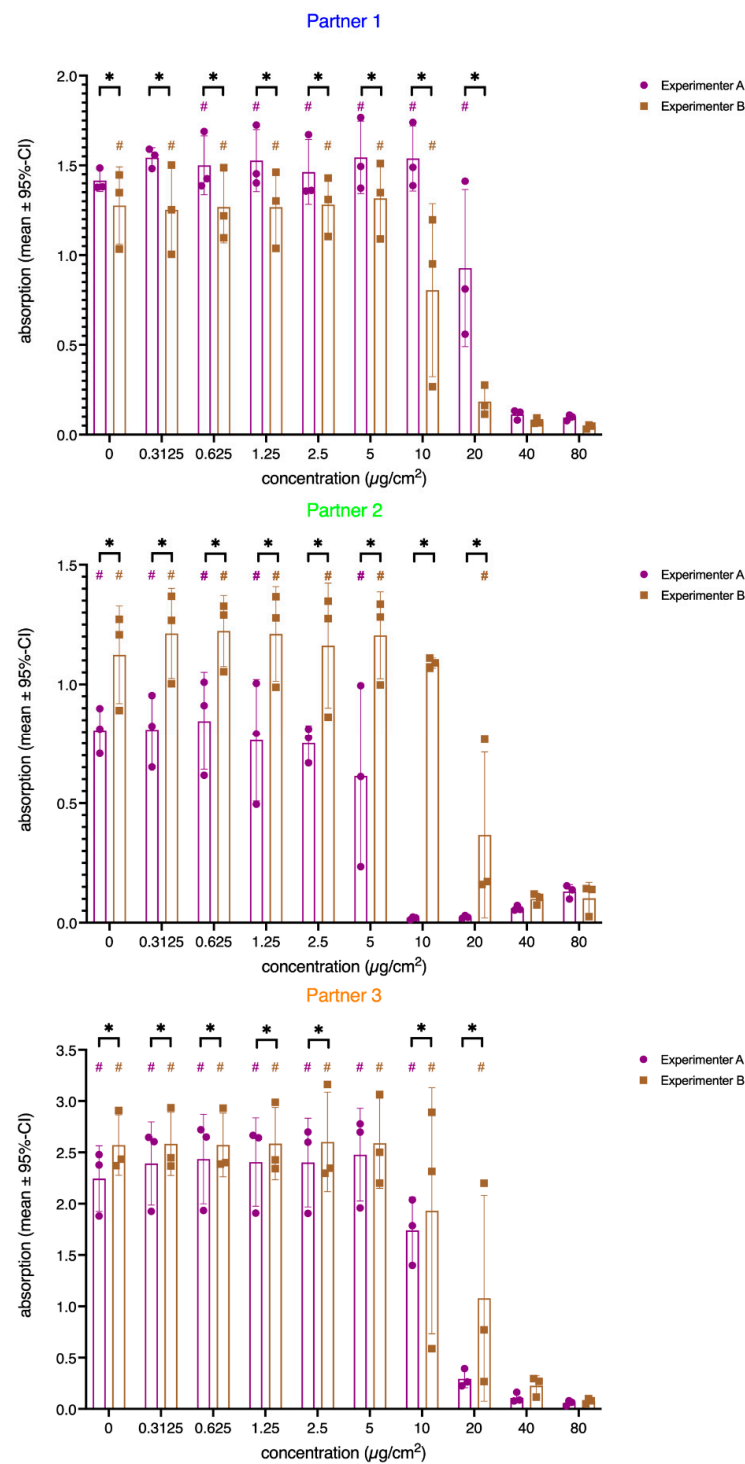 Partner 1
* * * * * * * *
# # # # # #
# # # # # # #
absorption (mean ± 95%-CI)
2.0
1.5
1.0
0.5
0.0
0 0.3125 0.625 1.25 2.5 5 10 20 40 80
concentration (µg/cm²)
Experimenter A
Experimenter B
Partner 2
* * * * * * * *
# # # # # # # # # # # #
absorption (mean ± 95%-CI)
1.5
1.0
0.5
0.0
0 0.3125 0.625 1.25 2.5 5 10 20 40 80
concentration (µg/cm²)
Experimenter A
Experimenter B
Partner 3
* * * * * * *
# # # # # # # # # # # # # # #
absorption (mean ± 95%-CI)
3.5
3.0
2.5
2.0
1.5
1.0
0.5
0.0
0 0.3125 0.625 1.25 2.5 5 10 20 40 80
concentration (µg/cm²)
Experimenter A
Experimenter B